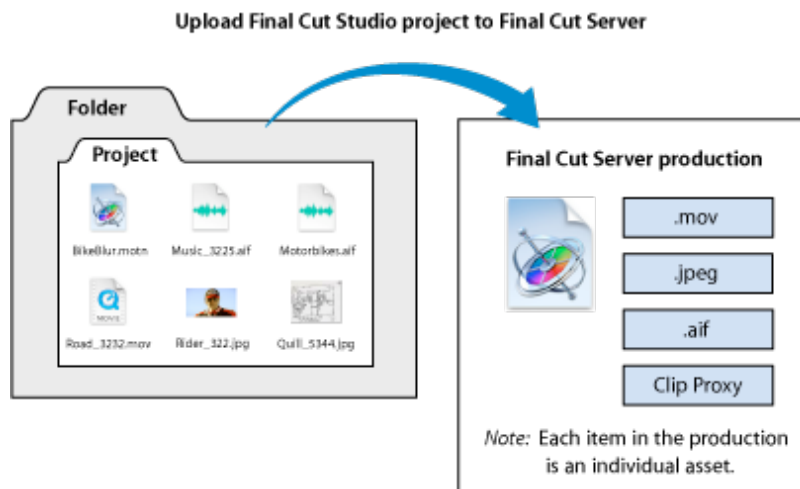 Upload Final Cut Studio project to Final Cut Server
Folder
Project
BikeBlur.motn
Music_3225.aif
Motorbikes.aif
MOVIE
Road_3232.mov
Rider_322.jpg
Quill_5344.jpg
Final Cut Server production
.mov
.jpeg
.aif
Clip Proxy
Note: Each item in the production
is an individual asset.